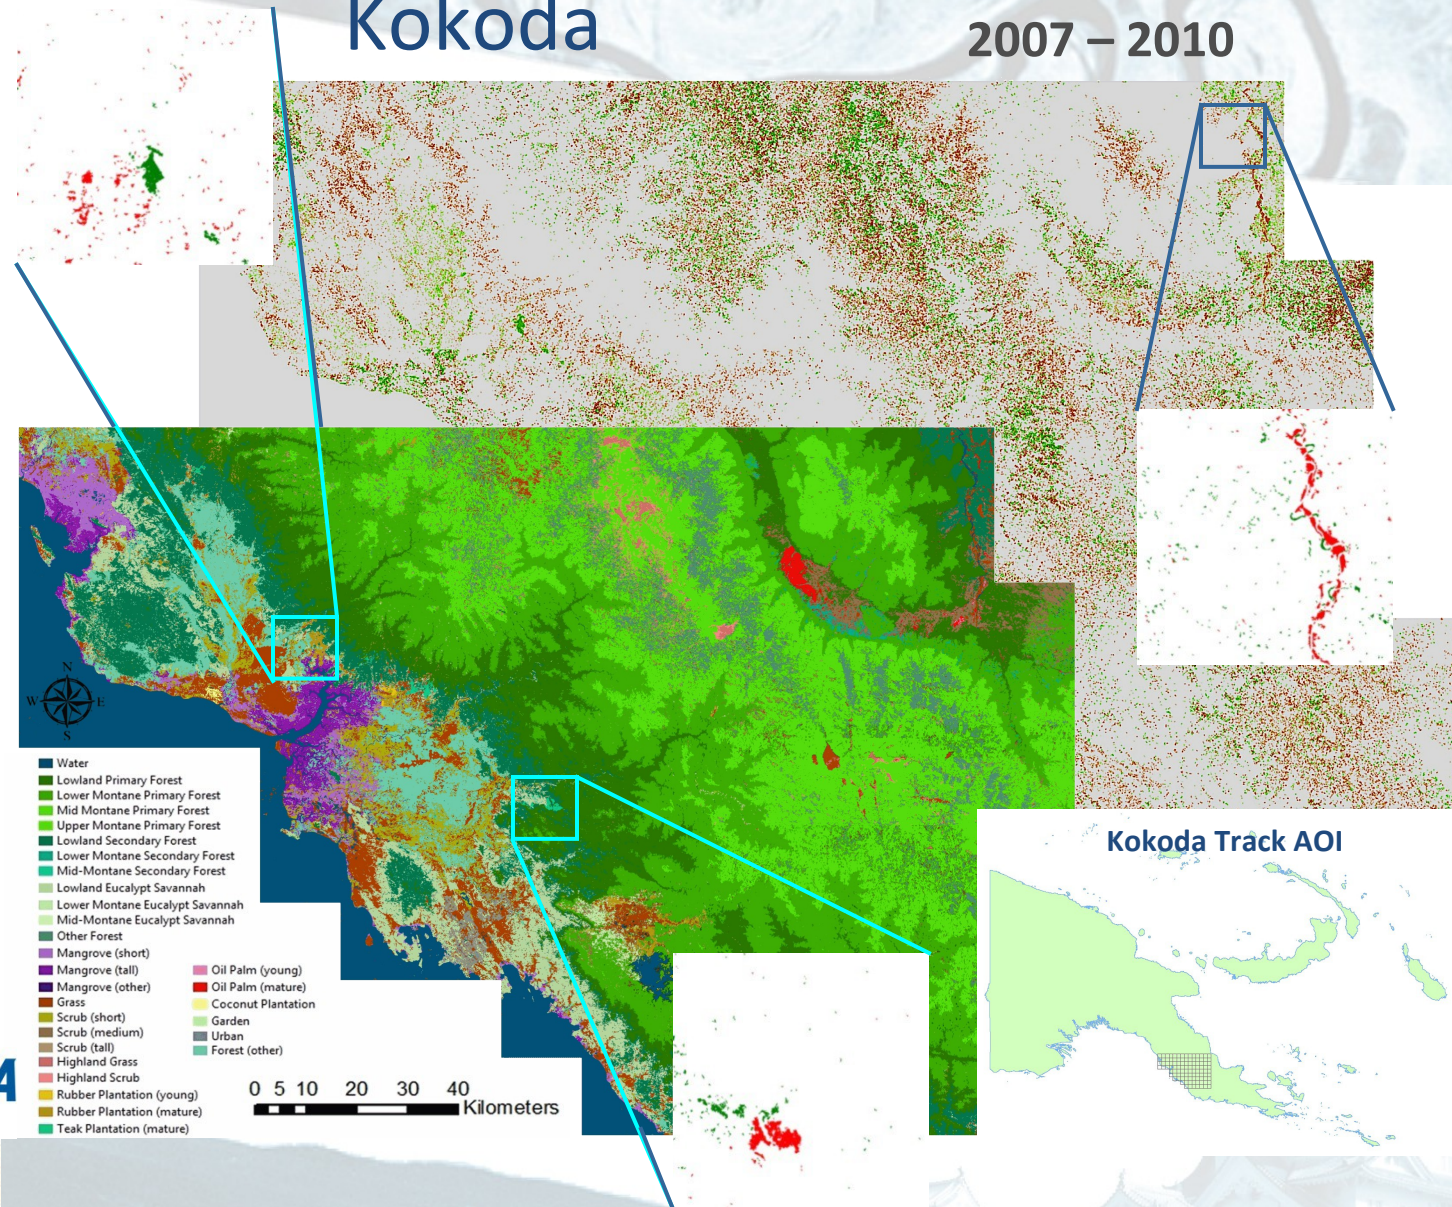 Kokoda
2007 – 2010
N
W E
S
Water
Lowland Primary Forest
Lower Montane Primary Forest
Mid Montane Primary Forest
Upper Montane Primary Forest
Lowland Secondary Forest
Lower Montane Secondary Forest
Mid-Montane Secondary Forest
Lowland Eucalypt Savannah
Lower Montane Eucalypt Savannah
Mid-Montane Eucalypt Savannah
Other Forest
Mangrove (short)
Mangrove (tall)
Mangrove (other)
Grass
Scrub (short)
Scrub (medium)
Scrub (tall)
Highland Grass
Highland Scrub
Rubber Plantation (young)
Rubber Plantation (mature)
Teak Plantation (mature)
Oil Palm (young)
Oil Palm (mature)
Coconut Plantation
Garden
Urban
Forest (other)
0 5 10 20 30 40
Kilometers
Kokoda Track AOI
A